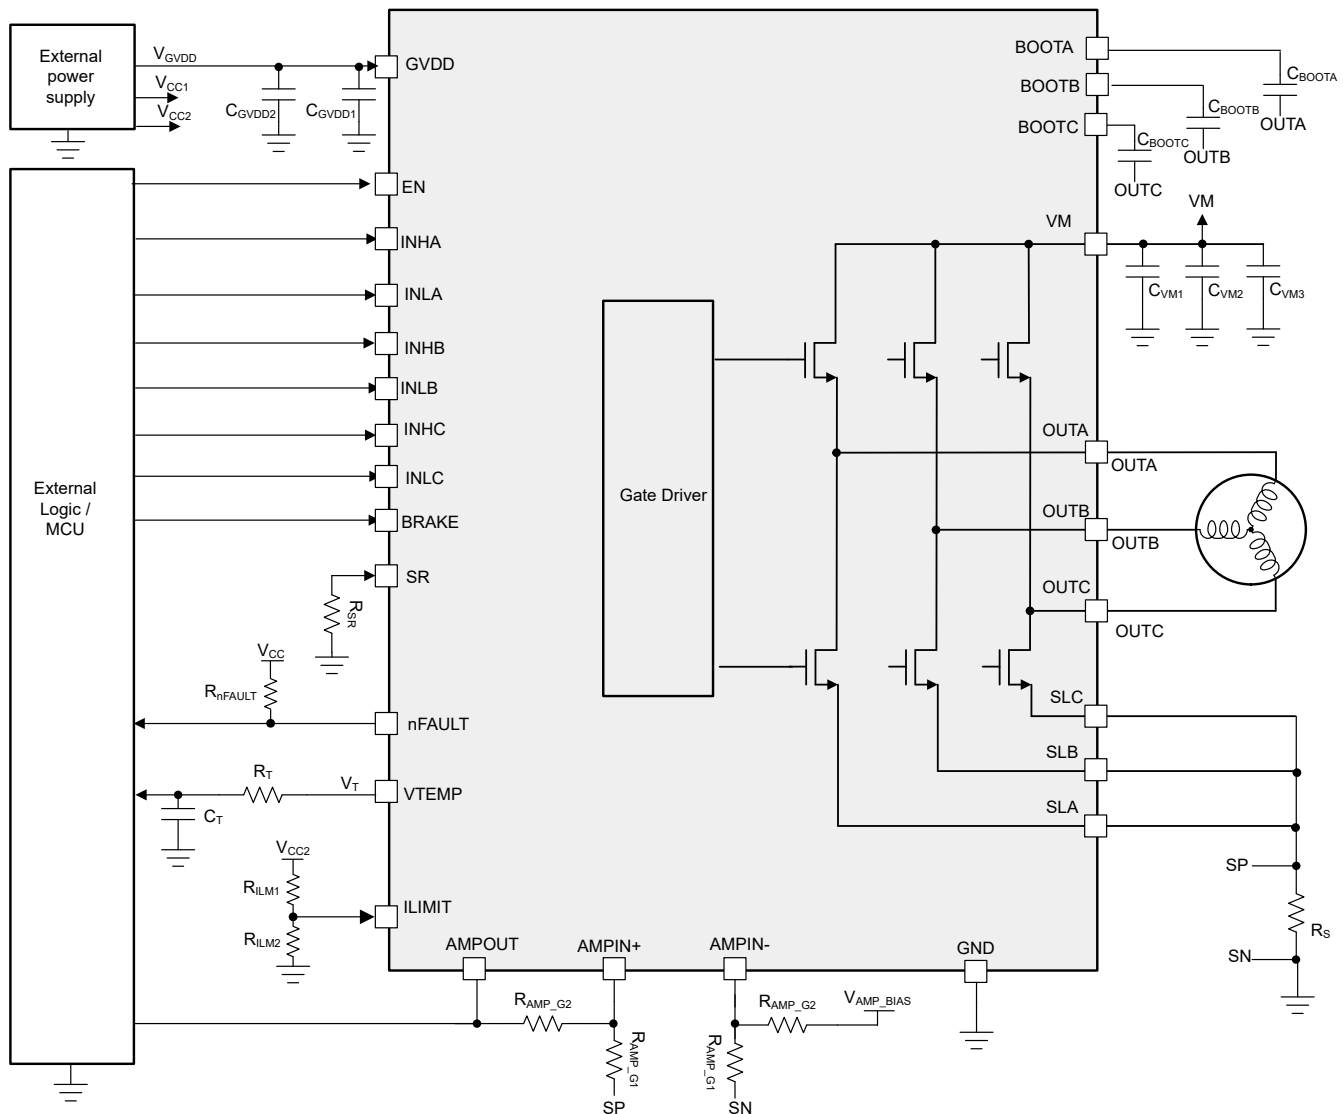 External
power
supply
VGVDD
VCC1
VCC2
CGVDD2
CGVDD1
GVDD
BOOTA
BOOTB
BOOTC
CBOOTA
OUTA
CBOOTB
OUTB
CBOOTC
OUTC
EN
INHA
INLA
INHB
INLB
INHC
INLC
BRAKE
SR
RSR
External
Logic /
MCU
VCC
RnFAULT
nFAULT
RT
VT
VTEMP
CT
VCC2
RILM1
RILM2
ILIMIT
Gate Driver
VM
VM
CVM1
CVM2
CVM3
OUTA
OUTA
OUTB
OUTB
OUTC
OUTC
SLC
SLB
SLA
SP
RS
SN
AMPOUT
AMPIN+
AMPIN-
GND
RAMP_G2
RAMP_G1
SP
RAMP_G2
VAMP_BIAS
RAMP_G1
SN